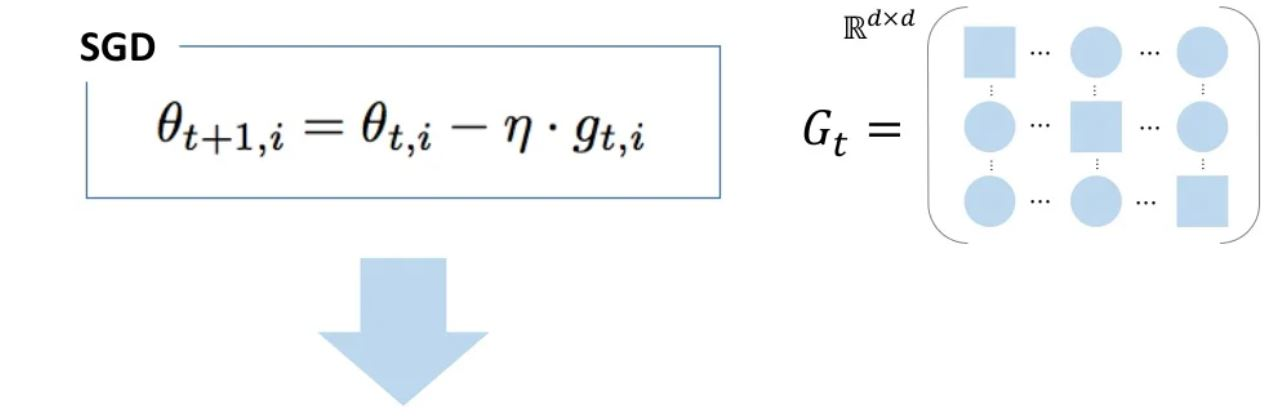 SGD
θ_{t+1,i} = θ_{t,i} − η · g_{t,i}
ℝ^{d×d}
G_t =